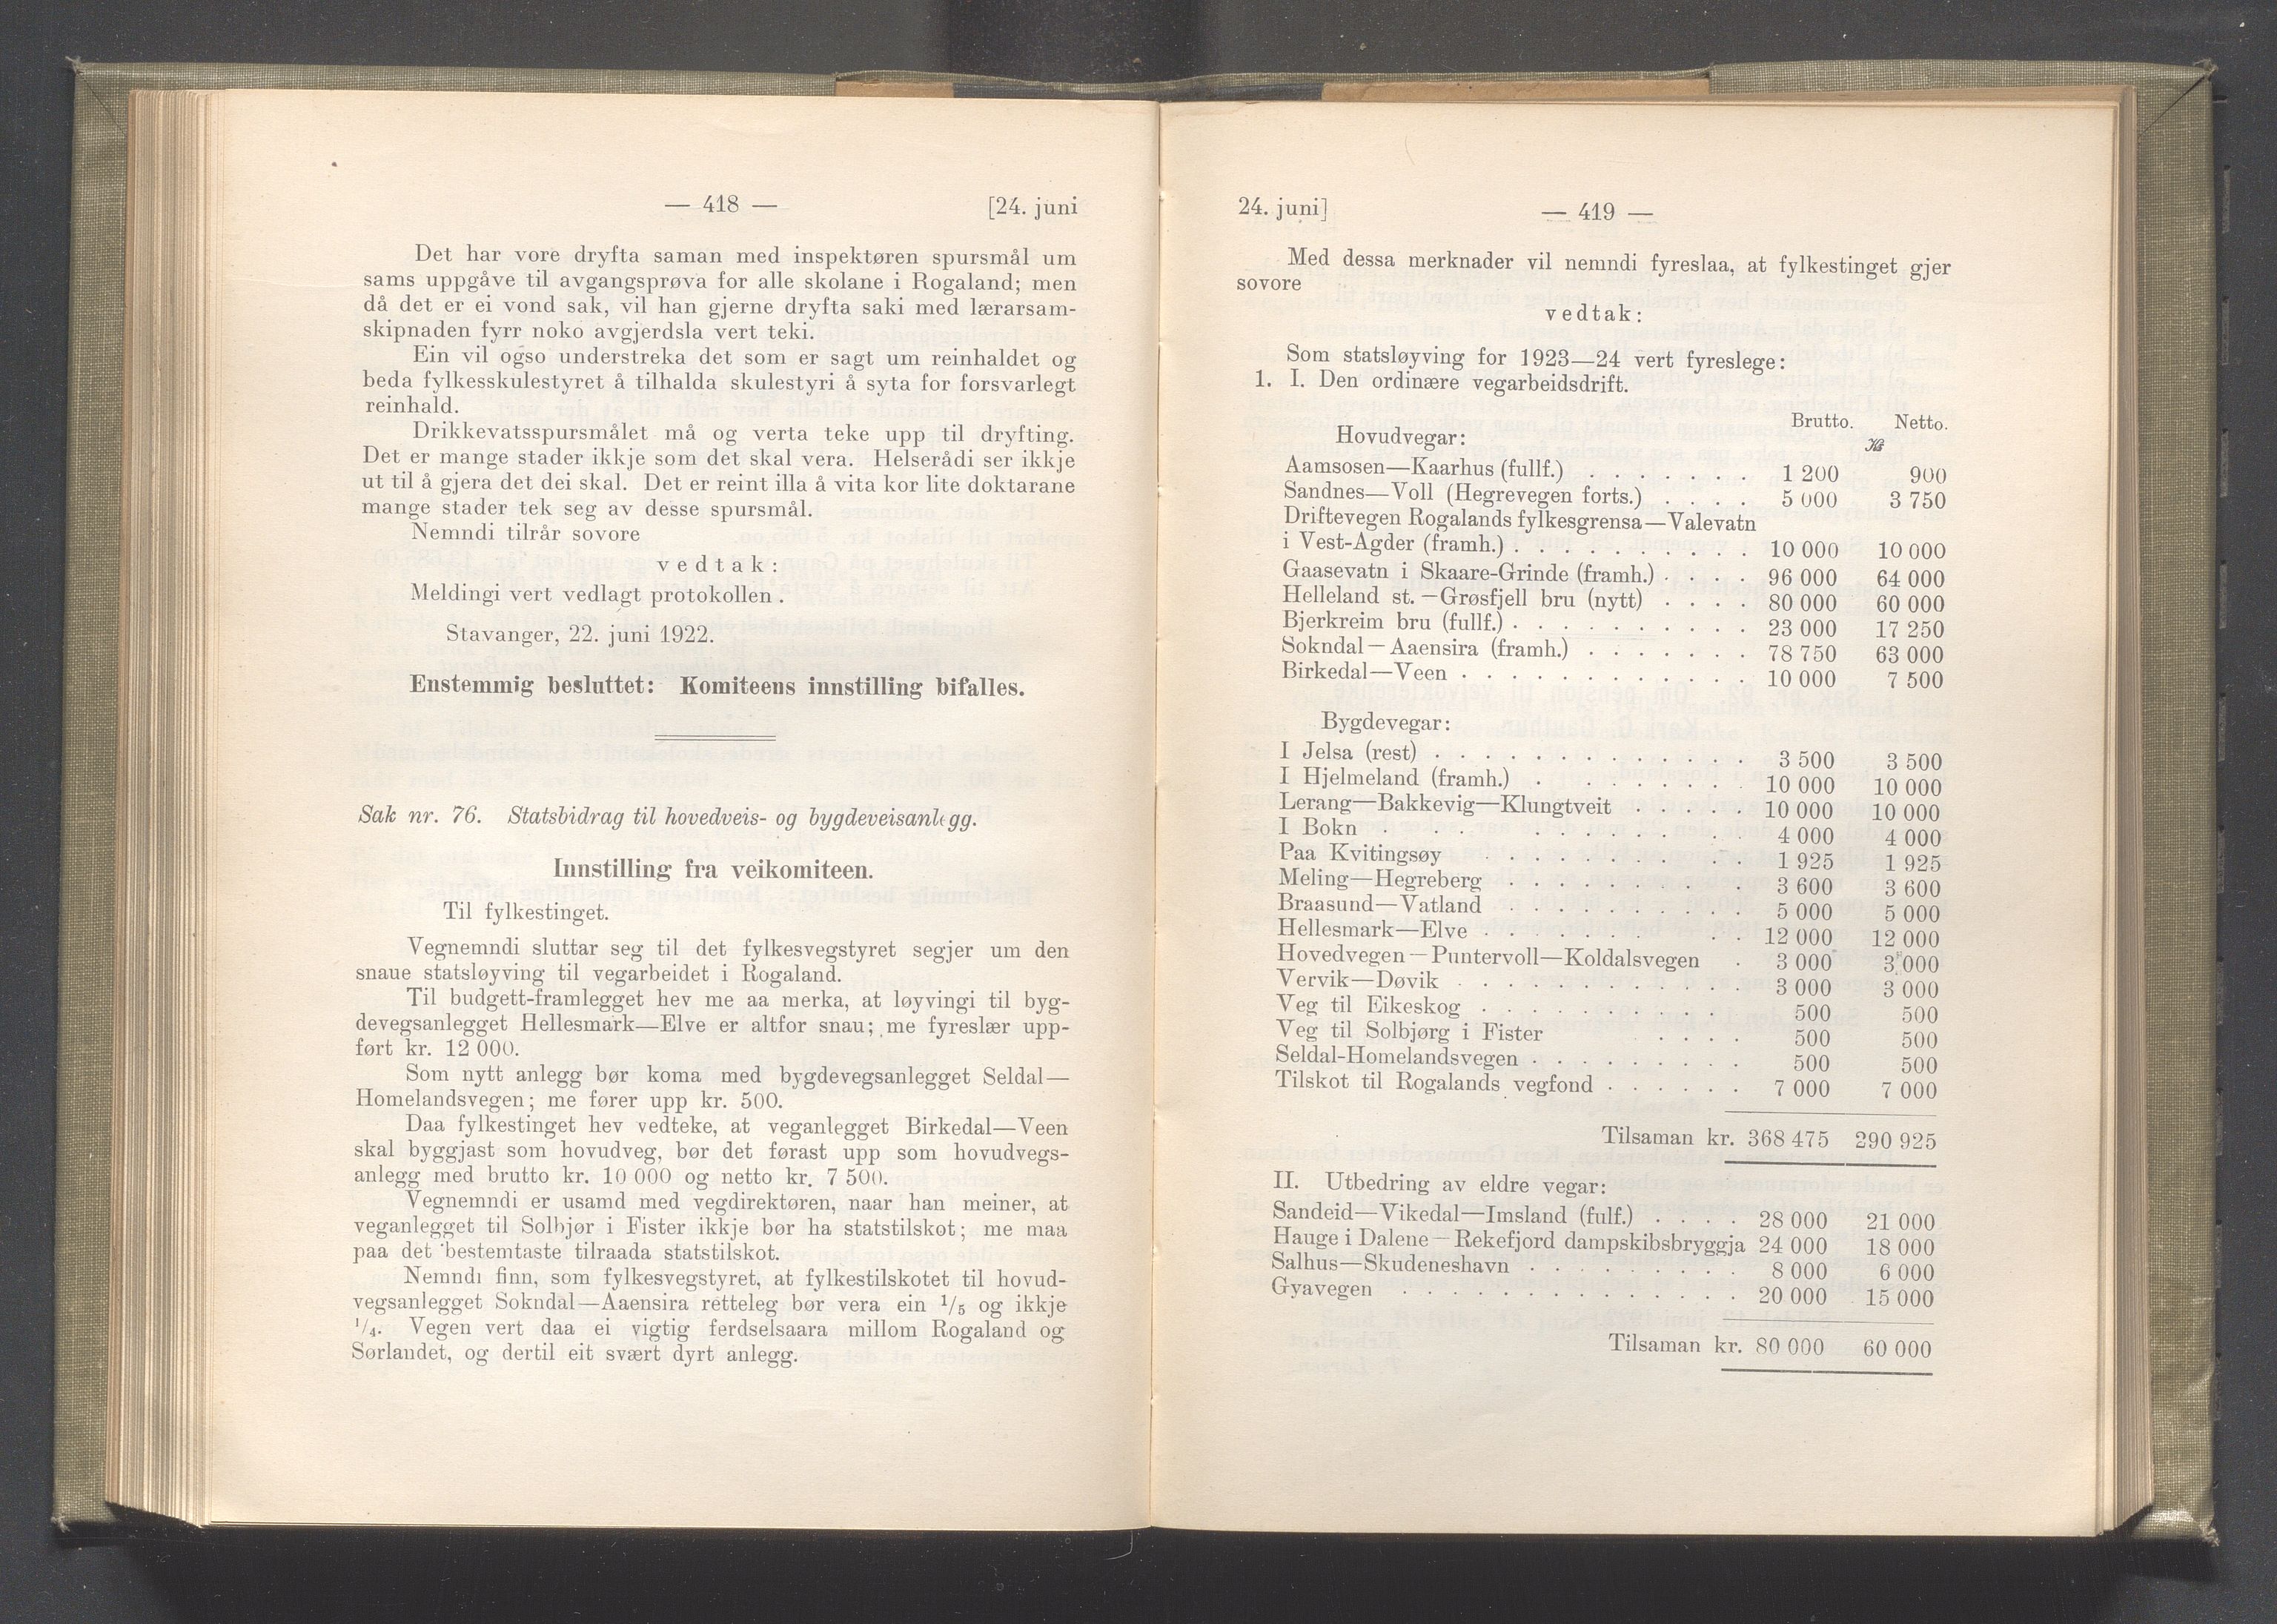 — 418 — [24. juni
Det har vore dryfta saman med inspektøren spursmål um
sams uppgåve til avgangsprøva for alle skolane i Rogaland; men
då det er ei vond sak, vil han gjerne dryfta saki med lærarsam-
skipnaden fyrr noko avgjerdsla vert teki.
Ein vil ogso understreka det som er sagt um reinhaldet og
beda fylkesskulestyret å tilhalda skulestyri å syta for forsvarlegt
reinhald.
Drikkevatsspursmålet må og verta teke upp til dryfting.
Det er mange stader ikkje som det skal vera. Helserådi ser ikkje
ut til å gjera det dei skal. Det er reint illa å vita kor lite doktarane
mange stader tek seg av desse spursmål.
Nemndi tilrår sovore
vedtak:
Meldingi vert vedlagt protokollen.
Stavanger, 22. juni 1922.
Enstemmig besluttet: Komiteens innstilling bifalles.
Sak nr. 76. Statsbidrag til hovedveis- og bygdeveisanlegg.
Innstilling fra veikomiteen.
Til fylkestinget.
Vegnemndi sluttar seg til det fylkesvegstyret segjer um den
snaue statsløyving til vegarbeidet i Rogaland.
Til budgett-framlegget hev me aa merka, at løyvingi til byg-
devegsanlegget Hellesmark—Elve er altfor snau; me fyreslær upp-
ført kr. 12 000.
Som nytt anlegg bør koma med bygdevegsanlegget Seldal—
Homelandsvegen; me fører upp kr. 500.
Daa fylkestinget hev vedteke, at veganlegget Birkedal—Veen
skal byggjast som hovudveg, bør det førast upp som hovudvegs-
anlegg med brutto kr. 10 000 og netto kr. 7 500.
Vegnemndi er usamd med vegdirektøren, naar han meiner, at
veganlegget til Solbjør i Fister ikkje bør ha statstilskot; me maa
paa det bestemtaste tilraada statstilskot.
Nemndi finn, som fylkesvegstyret, at fylkestilskotet til hovud-
vegsanlegget Sokndal—Aaensira retteleg bør vera ein 1/5 og ikkje
1/4. Vegen vert daa ei vigtig ferdselsaara millom Rogaland og
Sørlandet, og dertil eit svært dyrt anlegg.
24. juni] — 419 —
Med dessa merknader vil nemndi fyreslaa, at fylkestinget gjer
sovore
vedtak:
Som statsløyving for 1923—24 vert fyreslege:
1. I. Den ordinære vegarbeidsdrift.
Brutto. Netto.
Hovudvegar: Kr.
Aamsosen—Kaarhus (fullf.) . . . . . . . 1 200 900
Sandnes—Voll (Hegrevegen forts.) . . . . 5 000 3 750
Driftevegen Rogalands fylkesgrensa—Valevatn
i Vest-Agder (framh.) . . . . . . . . . . 10 000 10 000
Gaasevatn i Skaare-Grinde (framh.) . . . . 96 000 64 000
Helleland st.—Grøsfjell bru (nytt) . . . . 80 000 60 000
Bjerkreim bru (fullf.) . . . . . . . . . . 23 000 17 250
Sokndal—Aaensira (framh.) . . . . . . . 78 750 63 000
Birkedal—Veen . . . . . . . . . . . . 10 000 7 500
Bygdevegar:
I Jelsa (rest) . . . . . . . . . . . . . 3 500 3 500
I Hjelmeland (framh.) . . . . . . . . 10 000 10 000
Lerang—Bakkevig—Klungtveit . . . . . 10 000 10 000
I Bokn . . . . . . . . . . . . . . 4 000 4 000
Paa Kvitingsøy . . . . . . . . . . . 1 925 1 925
Meling—Hegreberg . . . . . . . . . . 3 600 3 600
Braasund—Vatland . . . . . . . . . . 5 000 5 000
Hellesmark—Elve . . . . . . . . . . . 12 000 12 000
Hovedvegen—Puntervoll—Koldalsvegen . 3 000 3 000
Vervik—Døvik . . . . . . . . . . . . 3 000 3 000
Veg til Eikeskog . . . . . . . . . . 500 500
Veg til Solbjørg i Fister . . . . 500 500
Seldal-Homelandsvegen . . . . . . . . . 500 500
Tilskot til Rogalands vegfond . . . . . . 7 000 7 000
Tilsaman kr. 368 475 290 925
II. Utbedring av eldre vegar:
Sandeid—Vikedal—Imsland (fulf.) . . . . 28 000 21 000
Hauge i Dalene—Rekefjord dampskibsbryggja 24 000 18 000
Salhus—Skudeneshavn . . . . . . . . . 8 000 6 000
Gyavegen . . . . . . . . . . . . . . 20 000 15 000
Tilsaman kr. 80 000 60 000